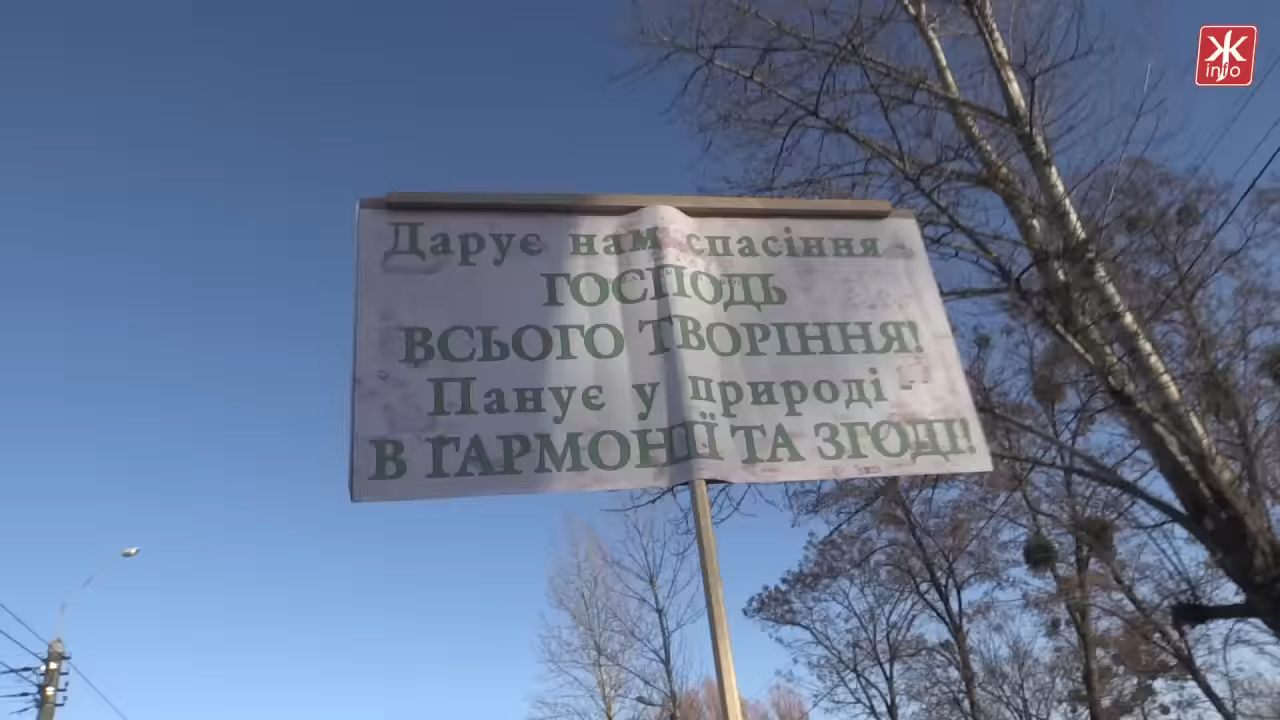 Дарує нам спасіння
ГОСПОДЬ
ВСЬОГО ТВОРІННЯ!
Панує у природі -
В ГАРМОНІЇ ТА ЗГОДІ!
Ж
info